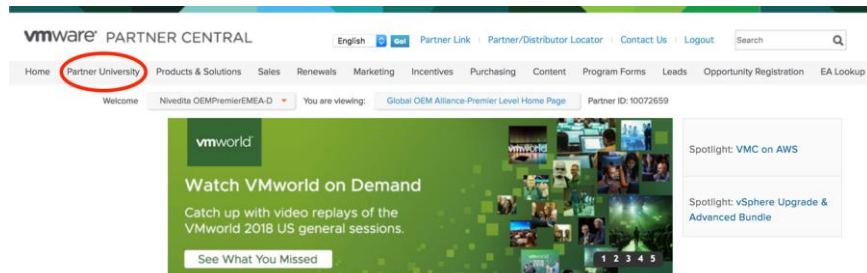 vmware PARTNER CENTRAL
English Go! Partner Link Partner/Distributor Locator Contact Us Logout Search
Home Partner University Products & Solutions Sales Renewals Marketing Incentives Purchasing Content Program Forms Leads Opportunity Registration EA Lookup
Welcome Nivedita OEMPremierEMEA-D You are viewing: Global OEM Alliance-Premier Level Home Page Partner ID: 10072659
vmworld
Watch VMworld on Demand
Catch up with video replays of the
VMworld 2018 US general sessions.
See What You Missed
vmworld
1 2 3 4 5
Spotlight: VMC on AWS
Spotlight: vSphere Upgrade &
Advanced Bundle